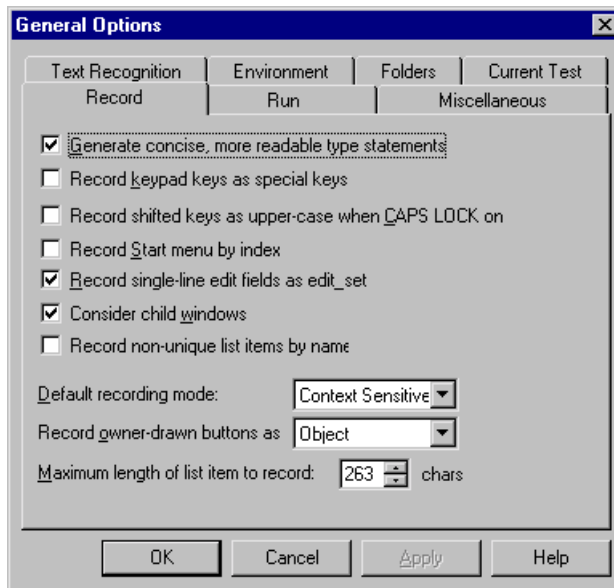 General Options
Text Recognition Environment Folders Current Test
Record Run Miscellaneous
Generate concise, more readable type statements
Record keypad keys as special keys
Record shifted keys as upper-case when CAPS LOCK on
Record Start menu by index
Record single-line edit fields as edit_set
Consider child windows
Record non-unique list items by name
Default recording mode: Context Sensitive
Record owner-drawn buttons as Object
Maximum length of list item to record: 263 chars
OK Cancel Apply Help